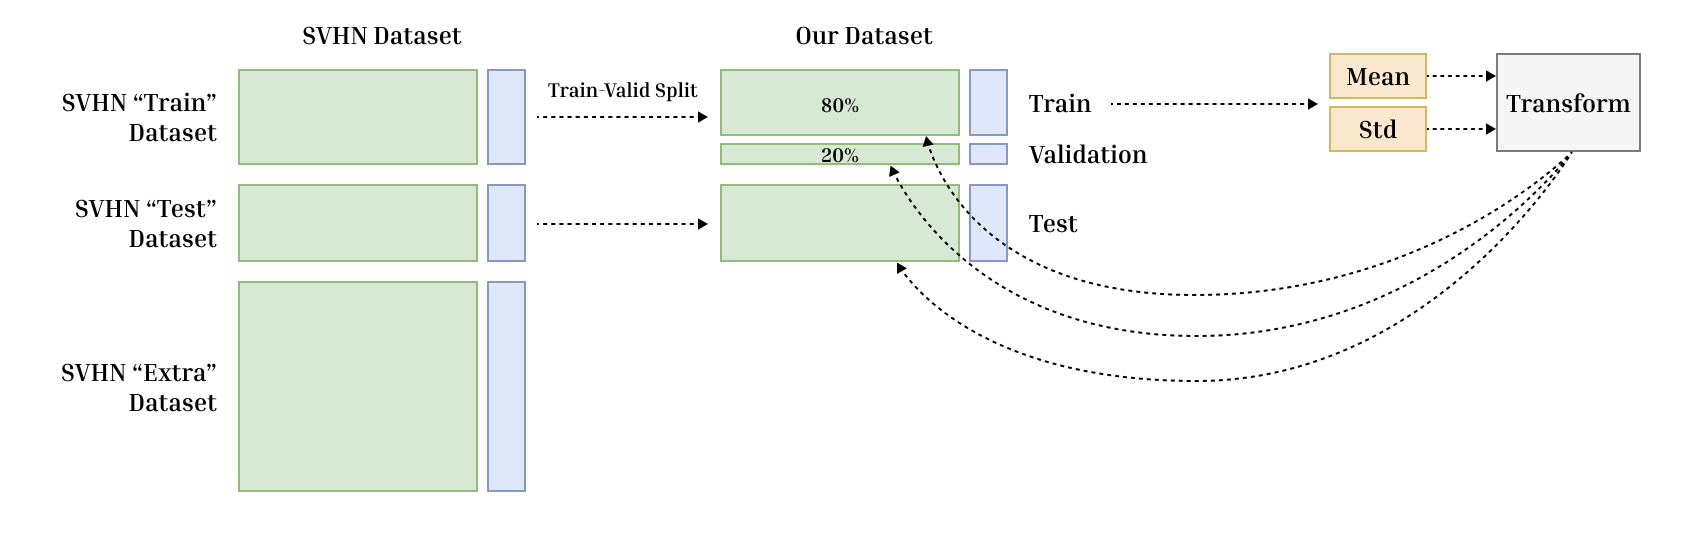 SVHN Dataset
Our Dataset
SVHN “Train”
Dataset
Train-Valid Split
80%
Train
Mean
Std
Transform
20%
Validation
SVHN “Test”
Dataset
Test
SVHN “Extra”
Dataset